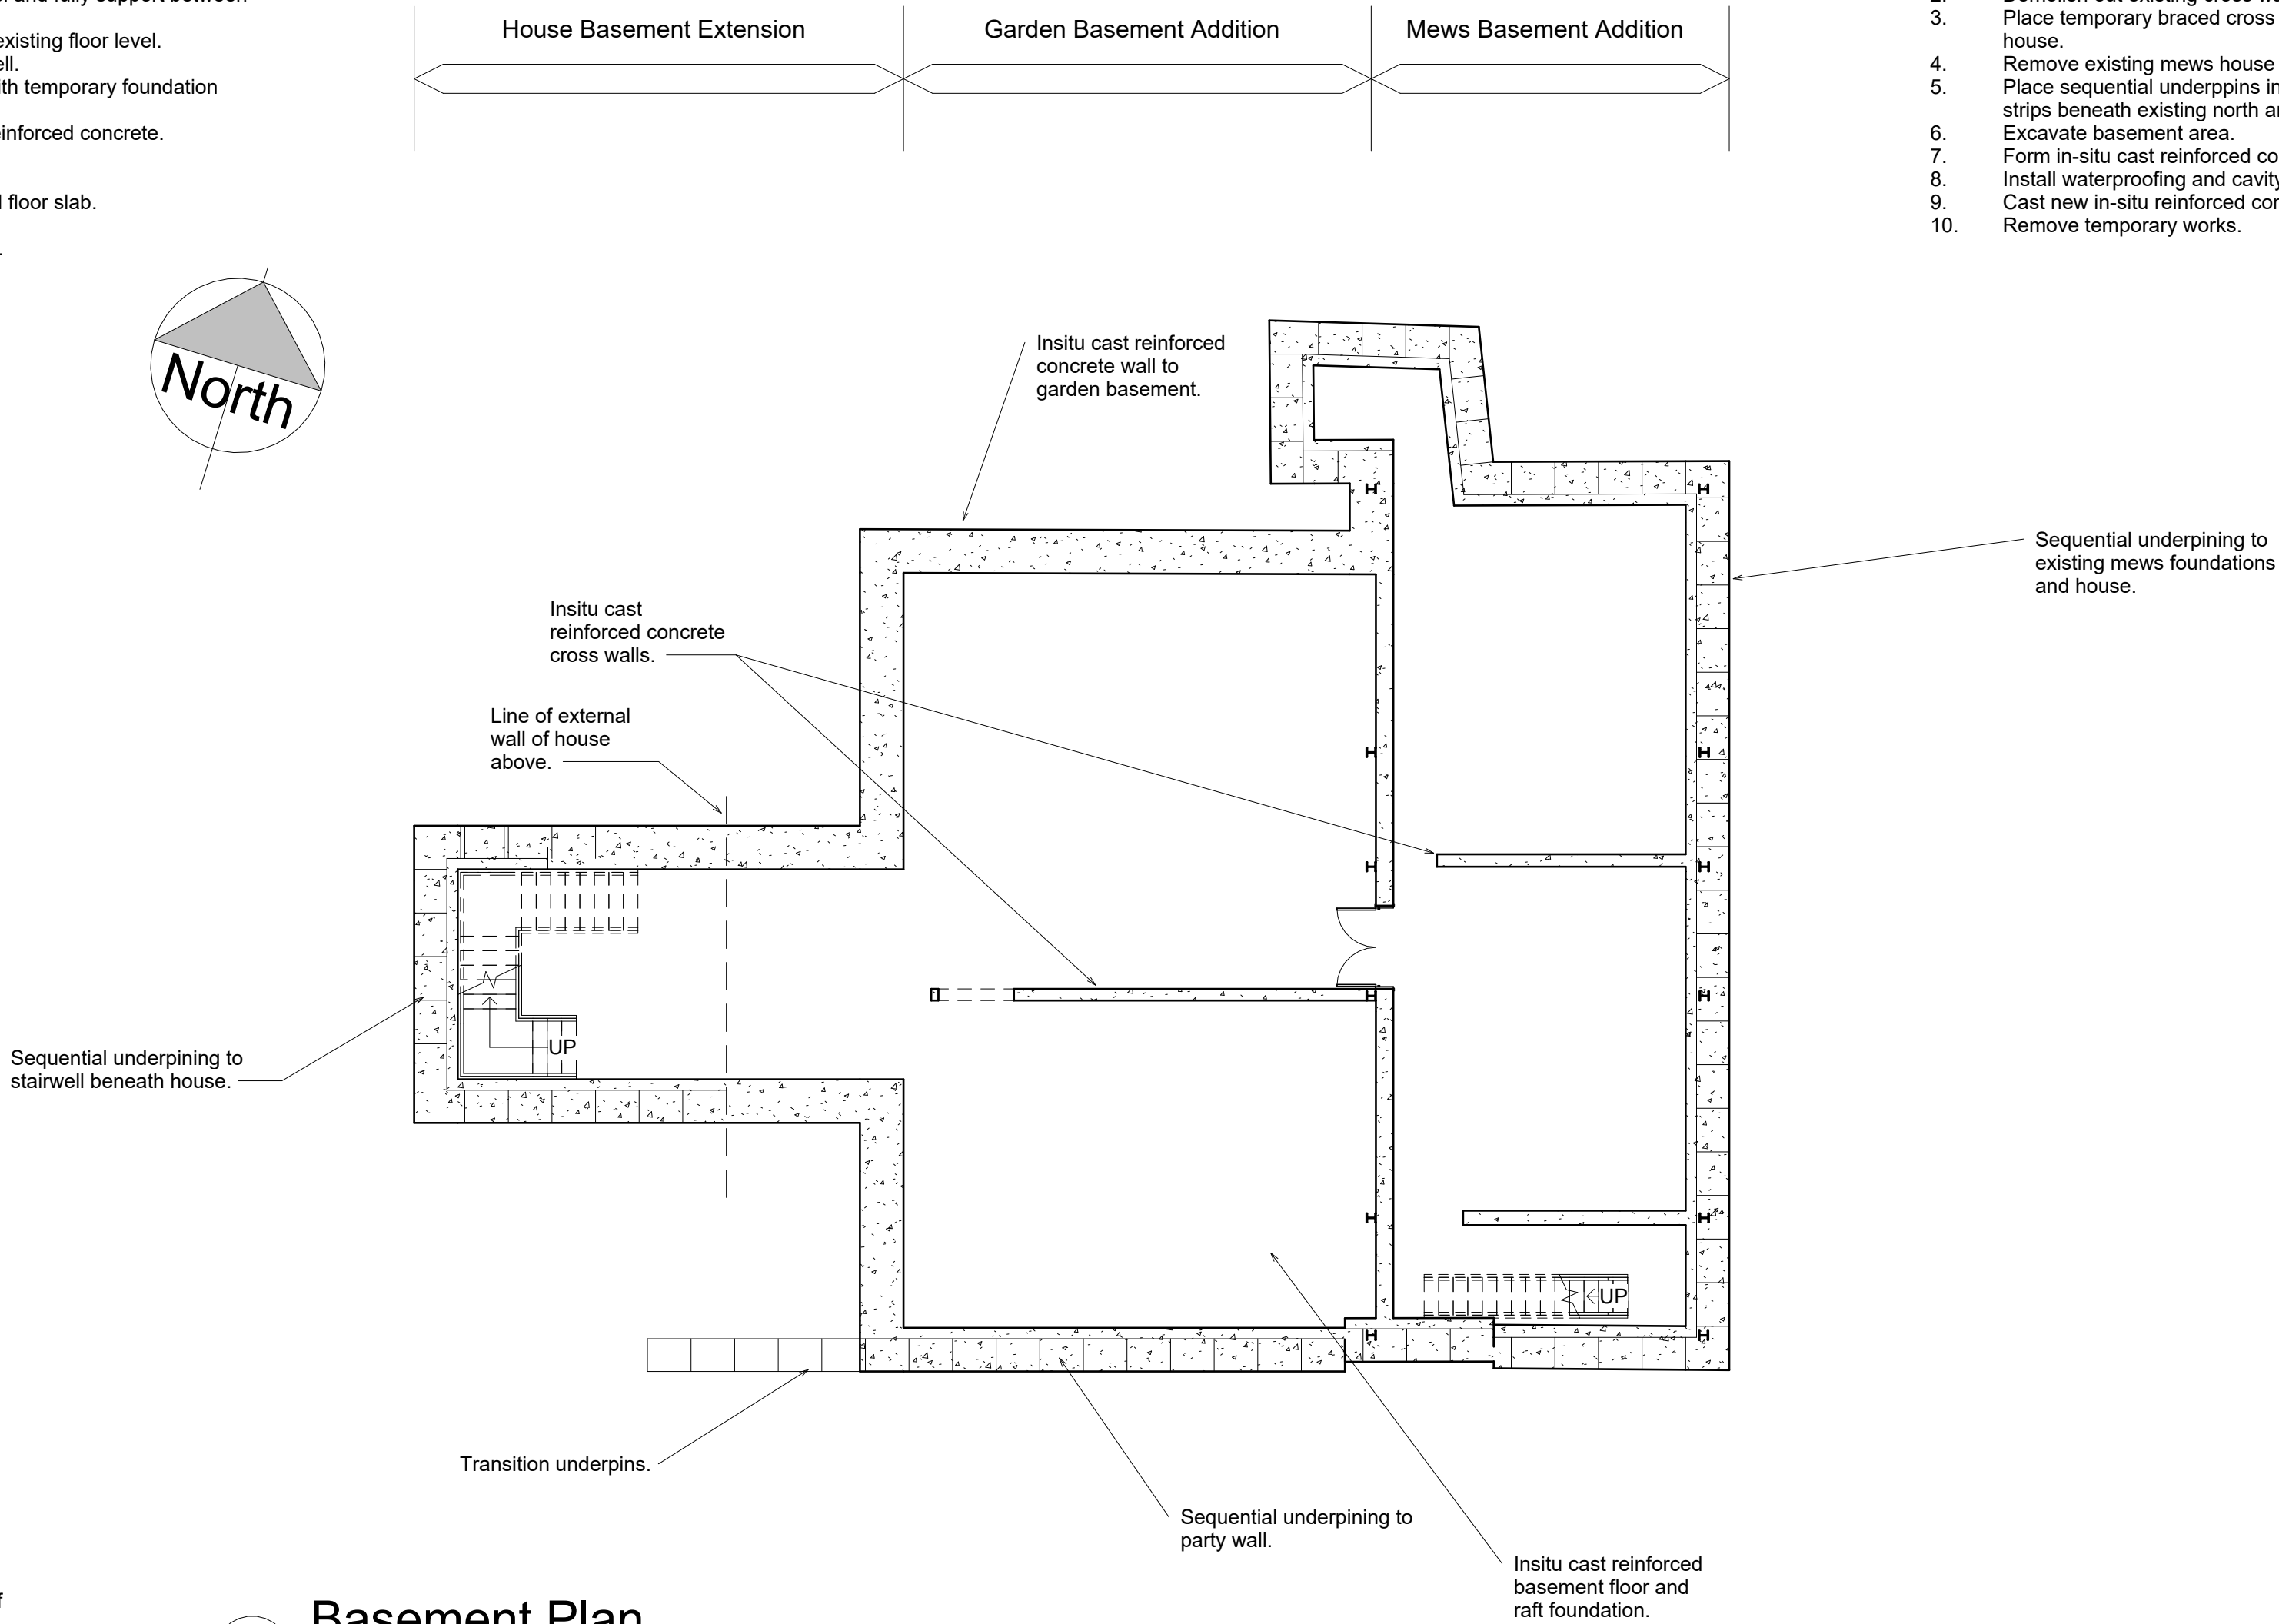 existing floor level.
temporary foundation
reinforced concrete.
floor slab.
House Basement Extension
Garden Basement Addition
Mews Basement Addition
3. Place temporary braced cross
house.
4. Remove existing mews house
5. Place sequential underppins in
strips beneath existing north
6. Excavate basement area.
7. Form in-situ cast reinforced
8. Install waterproofing and cavity
9. Cast new in-situ reinforced
10. Remove temporary works.
North
Insitu cast reinforced
concrete wall to
garden basement.
Sequential underpining to
existing mews foundations
and house.
Insitu cast
reinforced concrete
cross walls.
Line of external
wall of house
above.
UP
Sequential underpining to
stairwell beneath house.
UP
Transition underpins.
Sequential underpining to
party wall.
Insitu cast reinforced
basement floor and
raft foundation.
Basement Plan